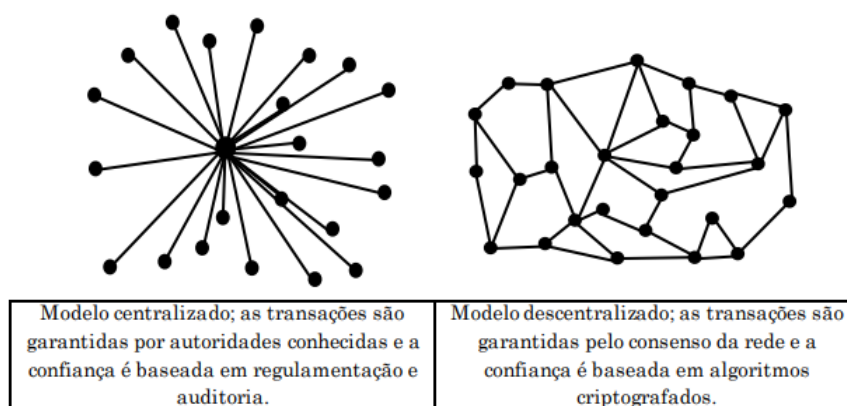 Modelo centralizado; as transações são
garantidas por autoridades conhecidas e a
confiança é baseada em regulamentação e
auditoria.
Modelo descentralizado; as transações são
garantidas pelo consenso da rede e a
confiança é baseada em algoritmos
criptografados.